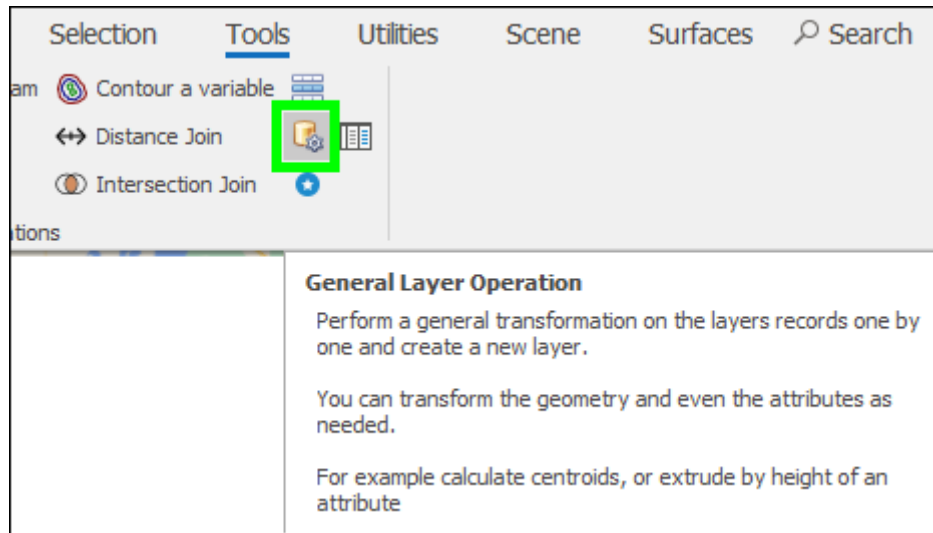 Selection Tools Utilities Scene Surfaces Search
am Contour a variable
Distance Join
Intersection Join
tions
General Layer Operation
Perform a general transformation on the layers records one by
one and create a new layer.
You can transform the geometry and even the attributes as
needed.
For example calculate centroids, or extrude by height of an
attribute